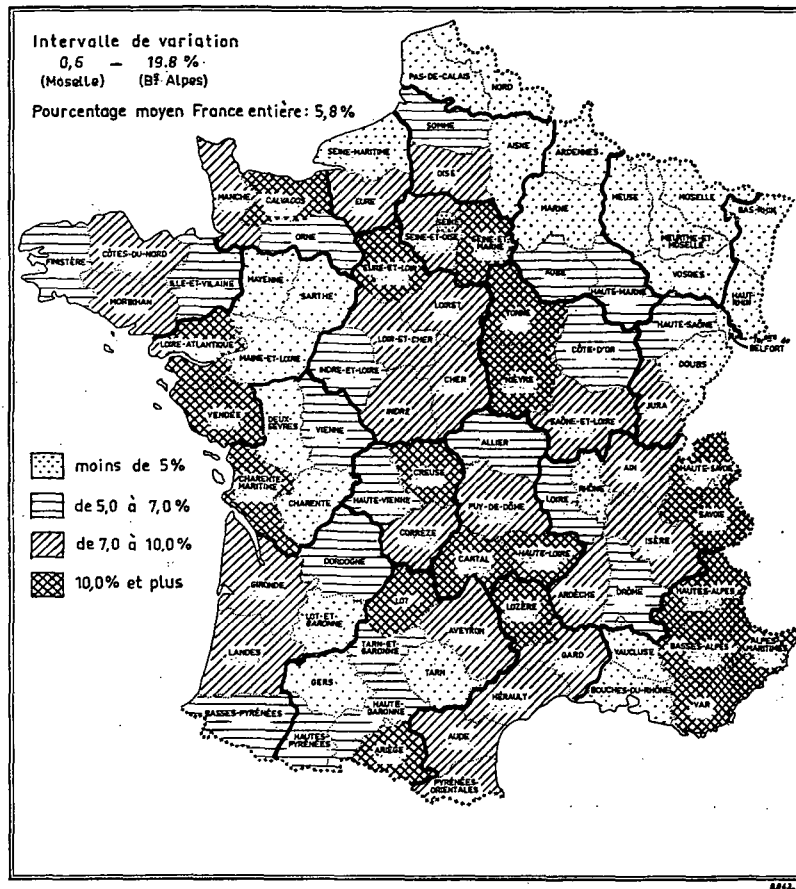 Intervalle de variation
0,6 – 19.8 %
(Moselle) (Bses Alpes)
Pourcentage moyen France entière: 5,8%
PAS-DE-CALAIS
NORD
SOMME
SEINE-MARITIME
AISNE
ARDENNES
OISE
MANCHE
CALVADOS
EURE
MEUSE
MOSELLE
BAS-RHIN
MARNE
SEINE
SEINE-ET-OISE
SEINE-ET-MARNE
MEURTHE-ET-MOSELLE
ORNE
FINISTÈRE
CÔTES-DU-NORD
EURE-ET-LOIR
AUBE
VOSGES
ILLE-ET-VILAINE
MAYENNE
HAUTE-MARNE
HAUT-RHIN
MORBIHAN
SARTHE
LOIRET
YONNE
HAUTE-SAÔNE
Terre de
BELFORT
LOIRE-ATLANTIQUE
MAINE-ET-LOIRE
LOIR-ET-CHER
CÔTE-D'OR
DOUBS
INDRE-ET-LOIRE
CHER
NIÈVRE
VENDÉE
DEUX-SÈVRES
INDRE
SAÔNE-ET-LOIRE
JURA
VIENNE
ALLIER
moins de 5%
de 5,0 à 7,0%
de 7,0 à 10,0%
10,0% et plus
CHARENTE-MARITIME
CHARENTE
HAUTE-VIENNE
CREUSE
PUY-DE-DÔME
LOIRE
RHÔNE
AIN
HAUTE-SAVOIE
SAVOIE
CORRÈZE
ISÈRE
DORDOGNE
CANTAL
HAUTE-LOIRE
GIRONDE
ARDÈCHE
DRÔME
HAUTES-ALPES
LOT
LOZÈRE
LOT-ET-GARONNE
AVEYRON
LANDES
TARN-ET-GARONNE
GARD
VAUCLUSE
BASSES-ALPES
ALPES-MARITIMES
GERS
TARN
HÉRAULT
BOUCHES-DU-RHÔNE
VAR
BASSES-PYRÉNÉES
HAUTE-GARONNE
HAUTES-PYRÉNÉES
ARIÈGE
AUDE
PYRÉNÉES-ORIENTALES